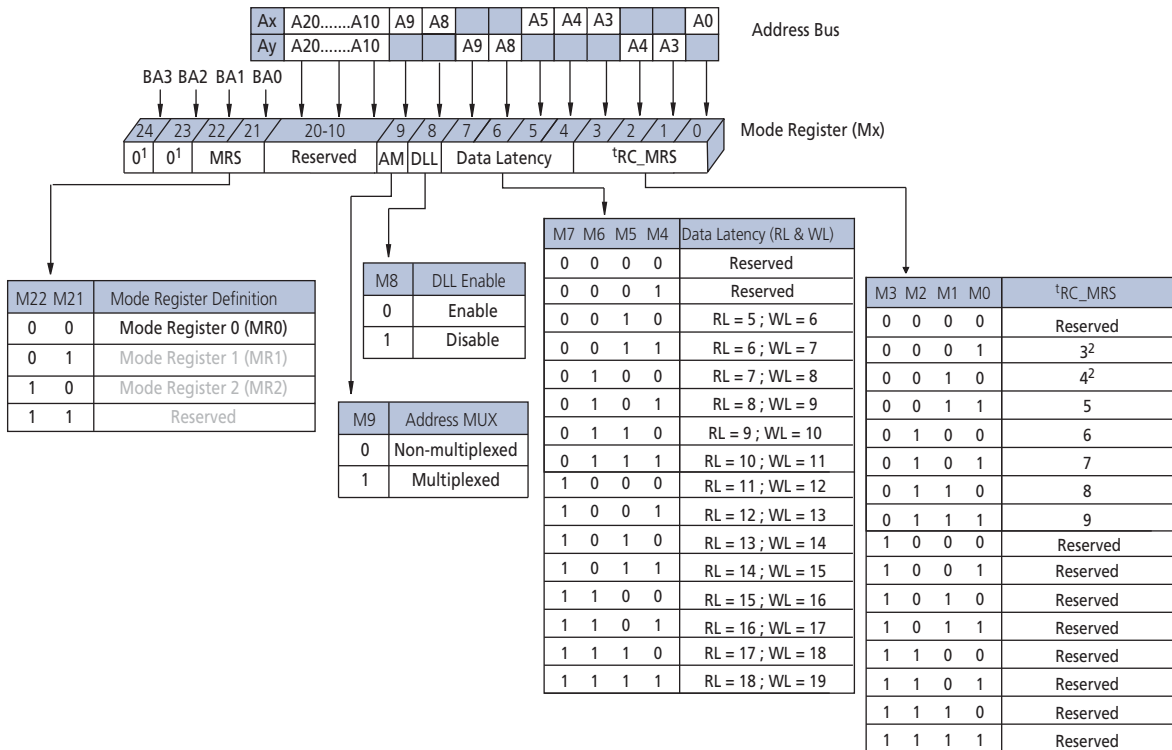 Ax A20.......A10 A9 A8 A5 A4 A3 A0
Address Bus
Ay A20.......A10 A9 A8 A4 A3
BA3 BA2 BA1 BA0
24 23 22 21 20-10 9 8 7 6 5 4 3 2 1 0
Mode Register (Mx)
0¹ 0¹ MRS Reserved AM DLL Data Latency ᵗRC_MRS
M22 M21 Mode Register Definition
0 0 Mode Register 0 (MR0)
0 1 Mode Register 1 (MR1)
1 0 Mode Register 2 (MR2)
1 1 Reserved
M8 DLL Enable
0 Enable
1 Disable
M9 Address MUX
0 Non-multiplexed
1 Multiplexed
M7 M6 M5 M4 Data Latency (RL & WL)
0 0 0 0 Reserved
0 0 0 1 Reserved
0 0 1 0 RL = 5 ; WL = 6
0 0 1 1 RL = 6 ; WL = 7
0 1 0 0 RL = 7 ; WL = 8
0 1 0 1 RL = 8 ; WL = 9
0 1 1 0 RL = 9 ; WL = 10
0 1 1 1 RL = 10 ; WL = 11
1 0 0 0 RL = 11 ; WL = 12
1 0 0 1 RL = 12 ; WL = 13
1 0 1 0 RL = 13 ; WL = 14
1 0 1 1 RL = 14 ; WL = 15
1 1 0 0 RL = 15 ; WL = 16
1 1 0 1 RL = 16 ; WL = 17
1 1 1 0 RL = 17 ; WL = 18
1 1 1 1 RL = 18 ; WL = 19
M3 M2 M1 M0 ᵗRC_MRS
0 0 0 0 Reserved
0 0 0 1 3²
0 0 1 0 4²
0 0 1 1 5
0 1 0 0 6
0 1 0 1 7
0 1 1 0 8
0 1 1 1 9
1 0 0 0 Reserved
1 0 0 1 Reserved
1 0 1 0 Reserved
1 0 1 1 Reserved
1 1 0 0 Reserved
1 1 0 1 Reserved
1 1 1 0 Reserved
1 1 1 1 Reserved